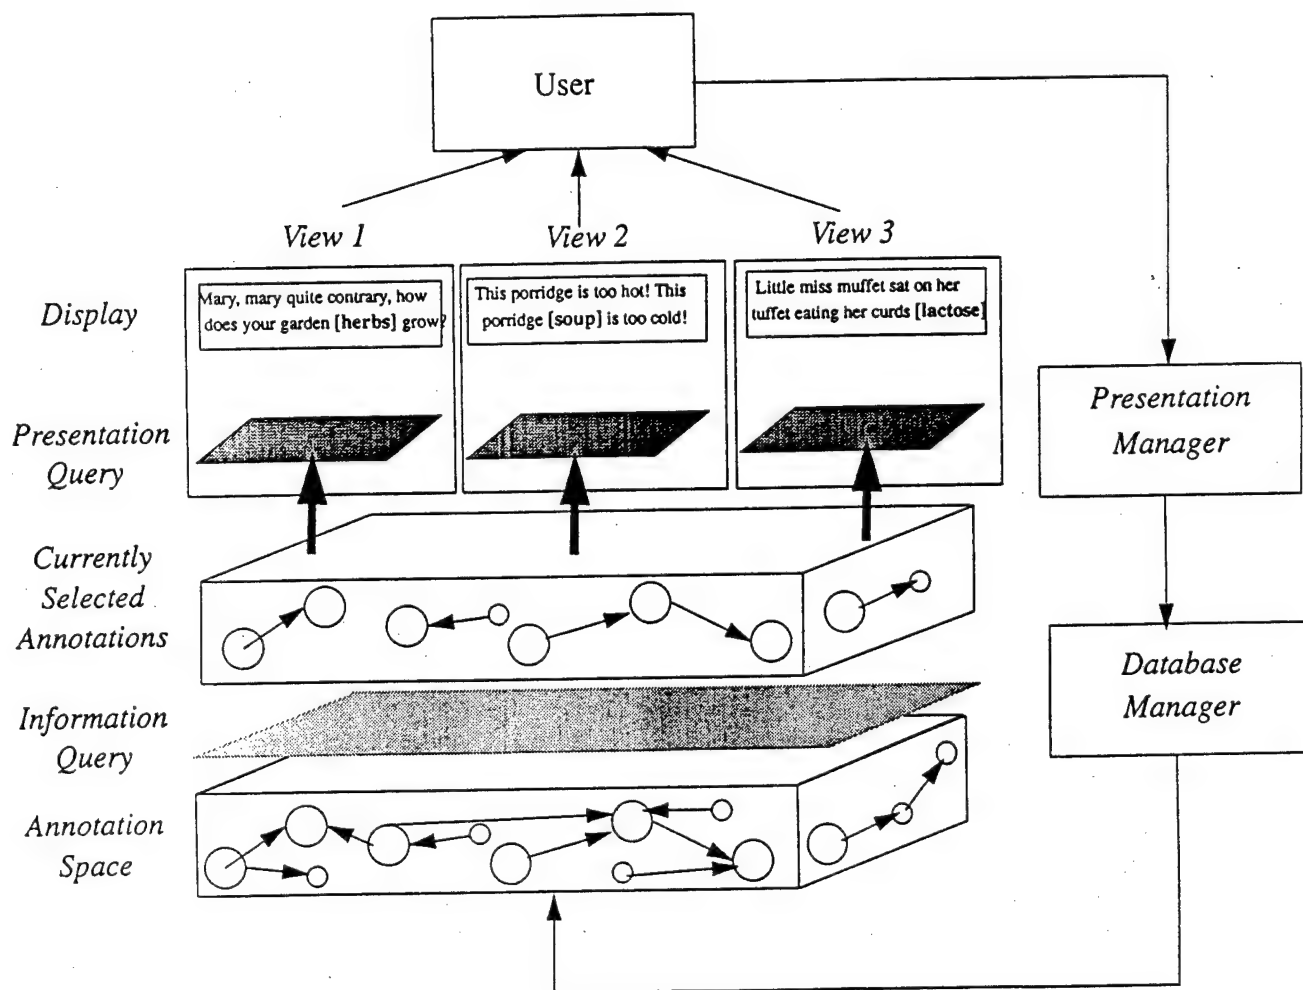 User
View 1
View 2
View 3
Display
Mary, mary quite contrary, how
does your garden [herbs] grow?
This porridge is too hot! This
porridge [soup] is too cold!
Little miss muffet sat on her
tuffet eating her curds [lactose]
Presentation
Query
Presentation
Manager
Currently
Selected
Annotations
Database
Manager
Information
Query
Annotation
Space